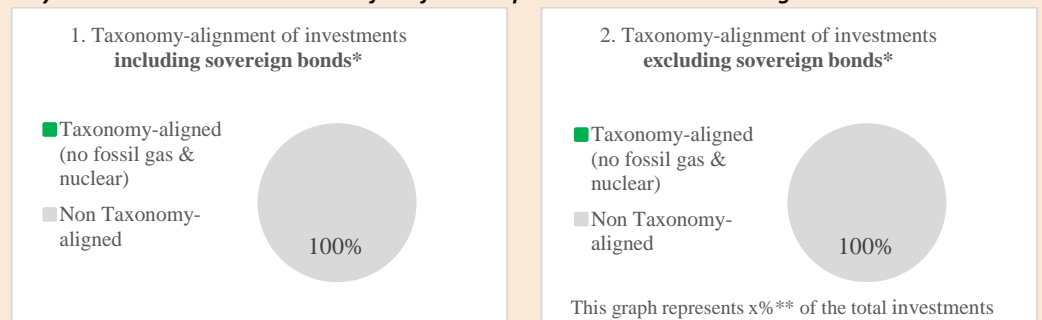 1. Taxonomy-alignment of investments
including sovereign bonds*
Taxonomy-aligned
(no fossil gas &
nuclear)
Non Taxonomy-
aligned
100%
2. Taxonomy-alignment of investments
excluding sovereign bonds*
Taxonomy-aligned
(no fossil gas &
nuclear)
Non Taxonomy-
aligned
100%
This graph represents x%** of the total investments